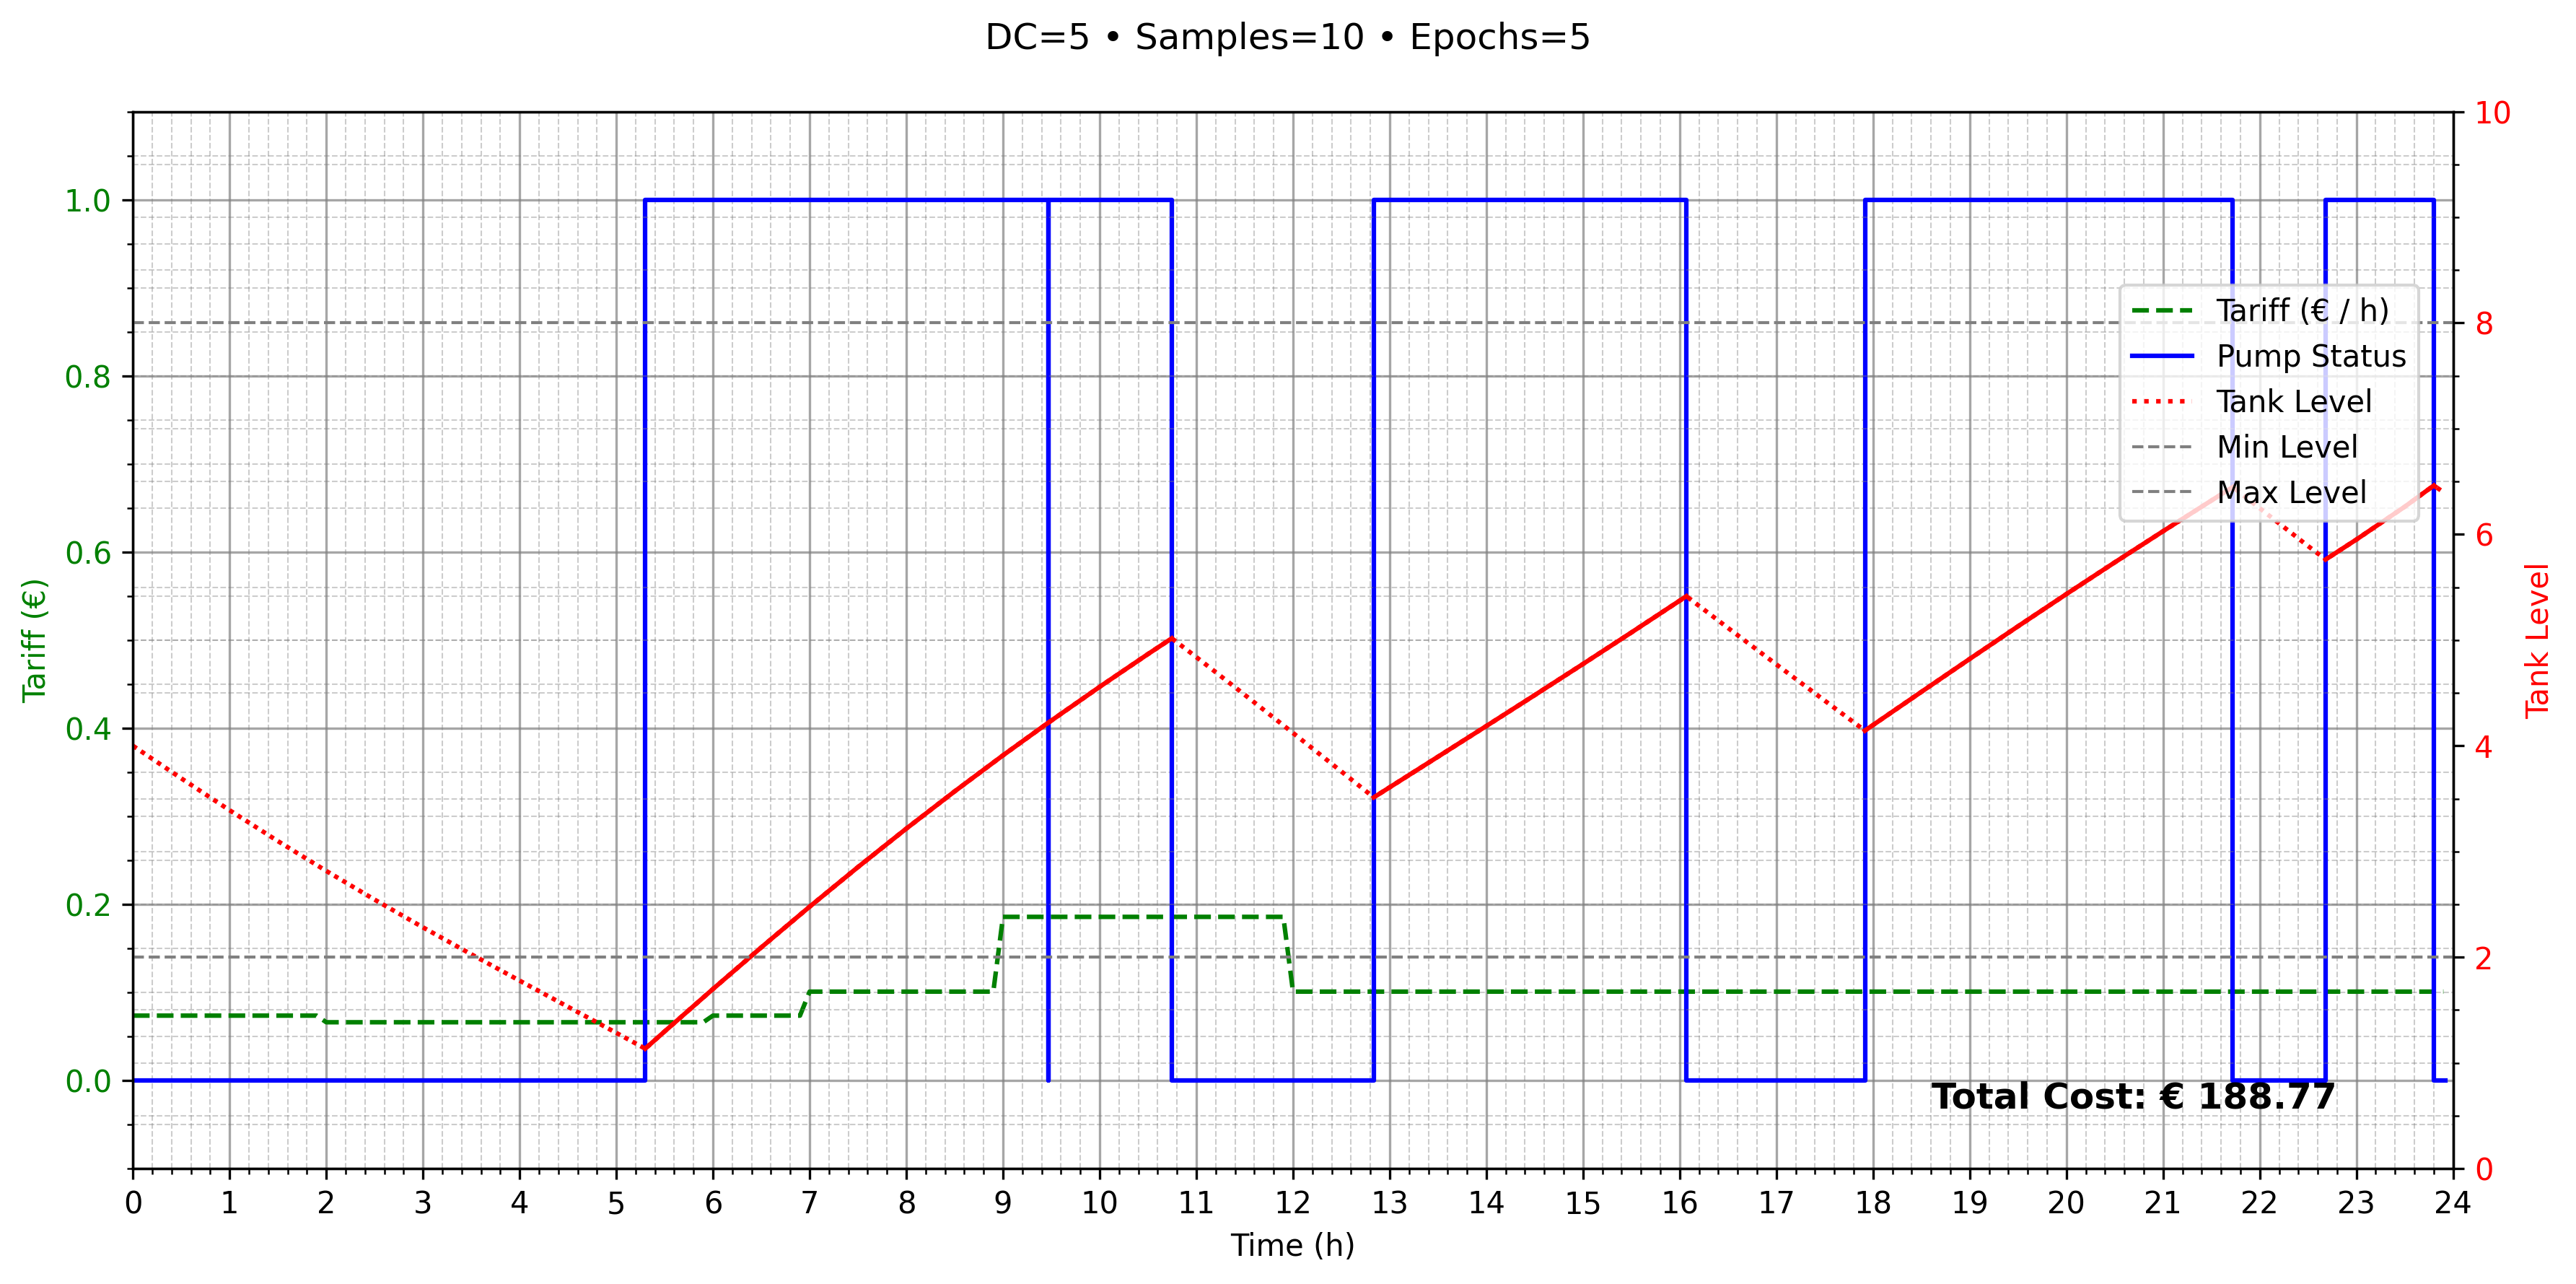 DC=5 • Samples=10 • Epochs=5
10
1.0
Tariff (€ / h)
8
Pump Status
0.8
Tank Level
Min Level
Max Level
6
0.6
Tariff (€)
Tank Level
0.4
4
0.2
2
0.0
Total Cost: € 188.77
0
0 1 2 3 4 5 6 7 8 9 10 11 12 13 14 15 16 17 18 19 20 21 22 23 24
Time (h)